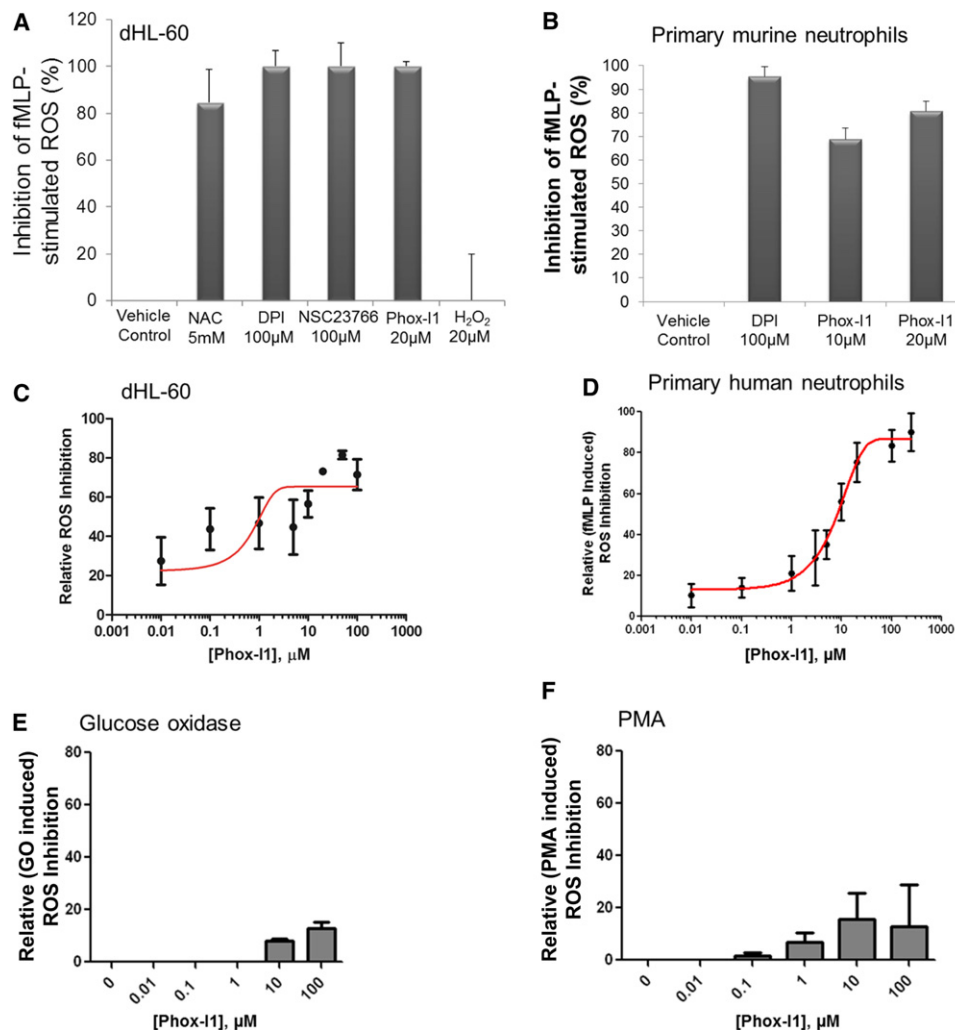 A
dHL-60
Inhibition of fMLP-
stimulated ROS (%)
120
100
80
60
40
20
0
Vehicle
Control
NAC
5mM
DPI
100µM
NSC23766
100µM
Phox-I1
20µM
H₂O₂
20µM
B
Primary murine neutrophils
Inhibition of fMLP-
stimulated ROS (%)
100
90
80
70
60
50
40
30
20
10
0
Vehicle
Control
DPI
100µM
Phox-I1
10µM
Phox-I1
20µM
C
dHL-60
Relative ROS Inhibition
100
80
60
40
20
0
0.001 0.01 0.1 1 10 100 1000
[Phox-I1], µM
D
Primary human neutrophils
Relative (fMLP Induced)
ROS Inhibition
100
80
60
40
20
0
0.001 0.01 0.1 1 10 100 1000
[Phox-I1], µM
E
Glucose oxidase
Relative (GO induced)
ROS Inhibition
80
60
40
20
0
0 0.01 0.1 1 10 100
[Phox-I1], µM
F
PMA
Relative (PMA induced)
ROS Inhibition
80
60
40
20
0
0 0.01 0.1 1 10 100
[Phox-I1], µM